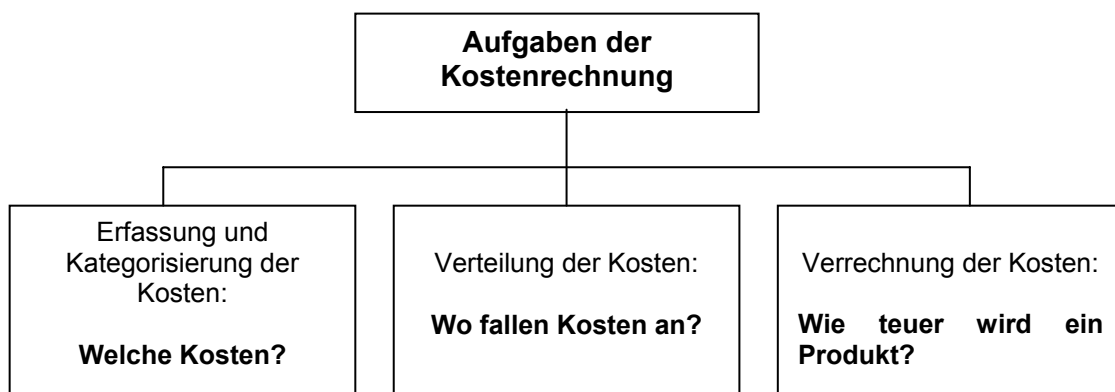 Aufgaben der
Kostenrechnung
Erfassung und
Kategorisierung der
Kosten:
Welche Kosten?
Verteilung der Kosten:
Wo fallen Kosten an?
Verrechnung der Kosten:
Wie teuer wird ein
Produkt?